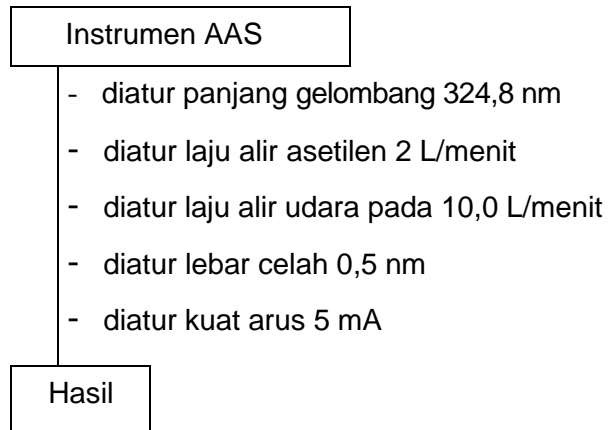 Instrumen AAS
- diatur panjang gelombang 324,8 nm
- diatur laju alir asetilen 2 L/menit
- diatur laju alir udara pada 10,0 L/menit
- diatur lebar celah 0,5 nm
- diatur kuat arus 5 mA
Hasil